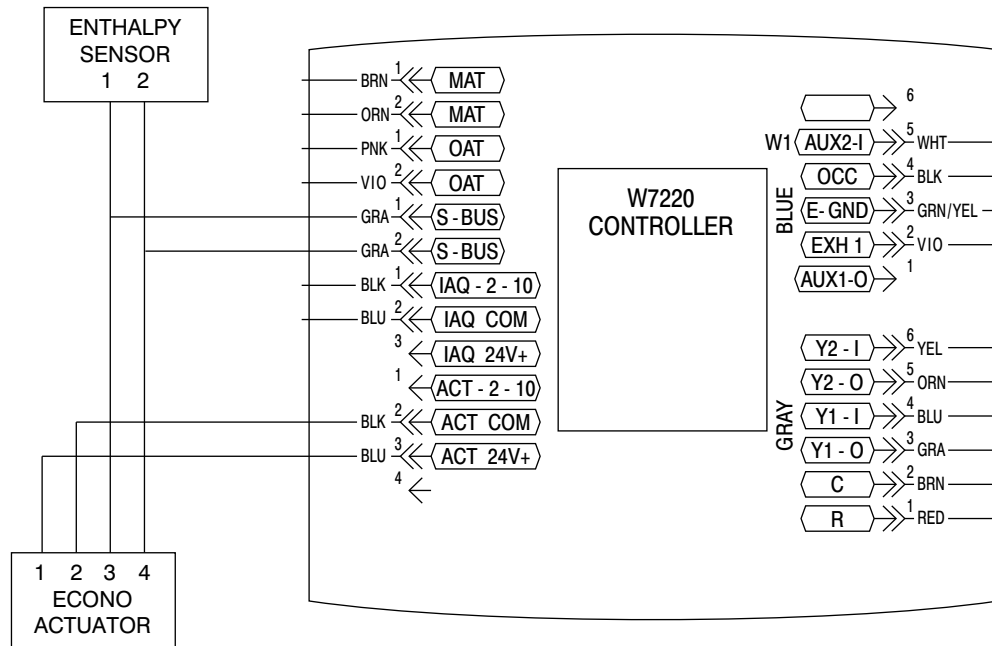 ENTHALPY
SENSOR
1 2
BRN 1 MAT
ORN 2 MAT
PNK 1 OAT
VIO 2 OAT
GRA 1 S-BUS
GRA 2 S-BUS
BLK 1 IAQ - 2 - 10
BLU 2 IAQ COM
3 IAQ 24V+
1 ACT - 2 - 10
BLK 2 ACT COM
BLU 3 ACT 24V+
4
1 2 3 4
ECONO
ACTUATOR
W7220
CONTROLLER
BLUE
6
W1 AUX2-I 5 WHT
OCC 4 BLK
E-GND 3 GRN/YEL
EXH 1 2 VIO
AUX1-O 1
GRAY
Y2 - I 6 YEL
Y2 - O 5 ORN
Y1 - I 4 BLU
Y1 - O 3 GRA
C 2 BRN
R 1 RED